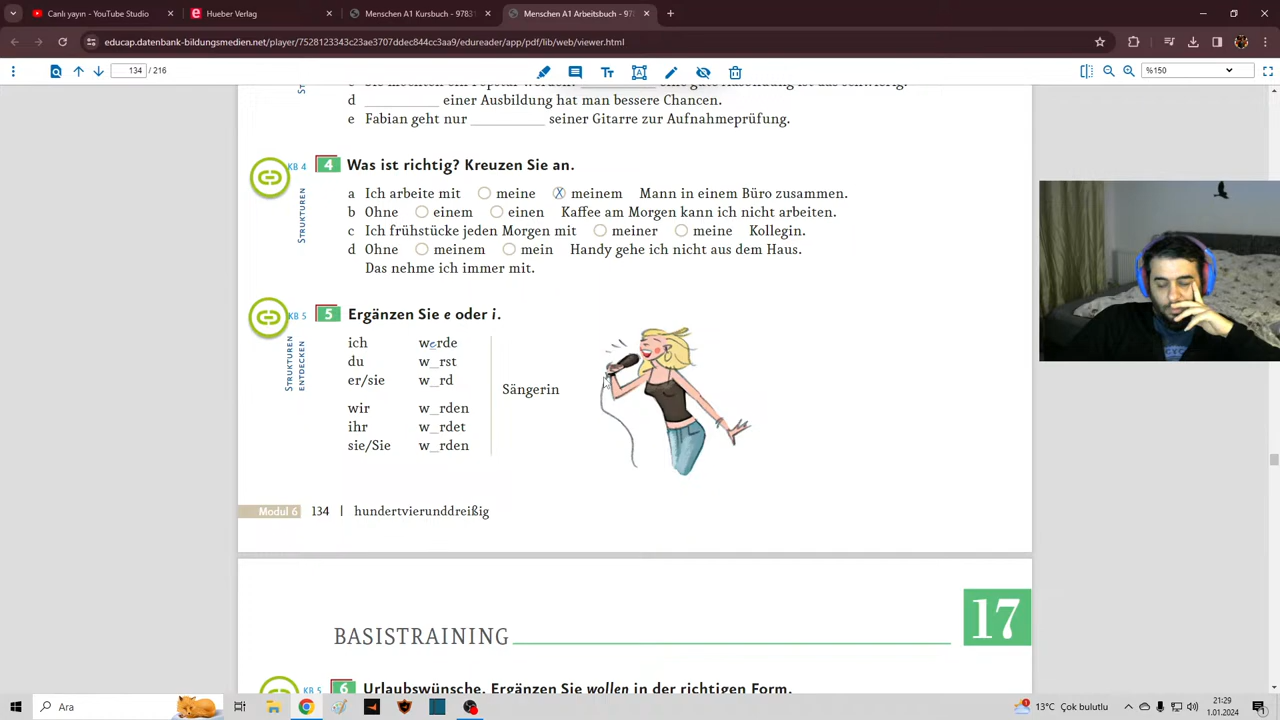 Canlı yayın - YouTube Studio
Hueber Verlag
Menschen A1 Kursbuch - 9783
Menschen A1 Arbeitsbuch - 978
educap.datenbank-bildungsmedien.net/player/7528123343c23ae3707ddec844cc3aa9/edureader/app/pdf/lib/web/viewer.html
134 / 216
%150
d ________ einer Ausbildung hat man bessere Chancen.
e Fabian geht nur ________ seiner Gitarre zur Aufnahmeprüfung.
KB 4
4 Was ist richtig? Kreuzen Sie an.
STRUKTUREN
a Ich arbeite mit ○ meine ⊗ meinem Mann in einem Büro zusammen.
b Ohne ○ einem ○ einen Kaffee am Morgen kann ich nicht arbeiten.
c Ich frühstücke jeden Morgen mit ○ meiner ○ meine Kollegin.
d Ohne ○ meinem ○ mein Handy gehe ich nicht aus dem Haus.
Das nehme ich immer mit.
KB 5
5 Ergänzen Sie e oder i.
STRUKTUREN ENTDECKEN
ich werde
du w_rst
er/sie w_rd
Sängerin
wir w_rden
ihr w_rdet
sie/Sie w_rden
Modul 6 134 | hundertvierunddreißig
17
BASISTRAINING
KB 5
6 Urlaubswünsche. Ergänzen Sie wollen in der richtigen Form.
Ara
13°C Çok bulutlu
21:29
1.01.2024